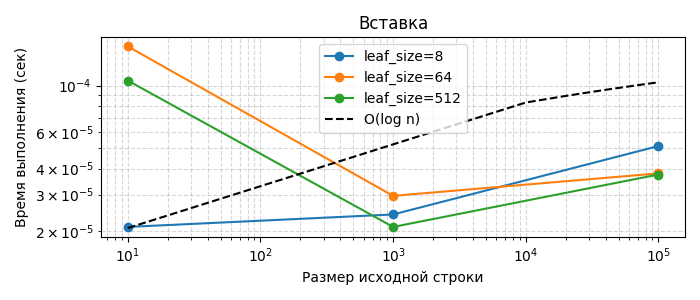 Вставка
Время выполнения (сек)
10⁻⁴
6 × 10⁻⁵
4 × 10⁻⁵
3 × 10⁻⁵
2 × 10⁻⁵
leaf_size=8
leaf_size=64
leaf_size=512
O(log n)
10¹ 10² 10³ 10⁴ 10⁵
Размер исходной строки